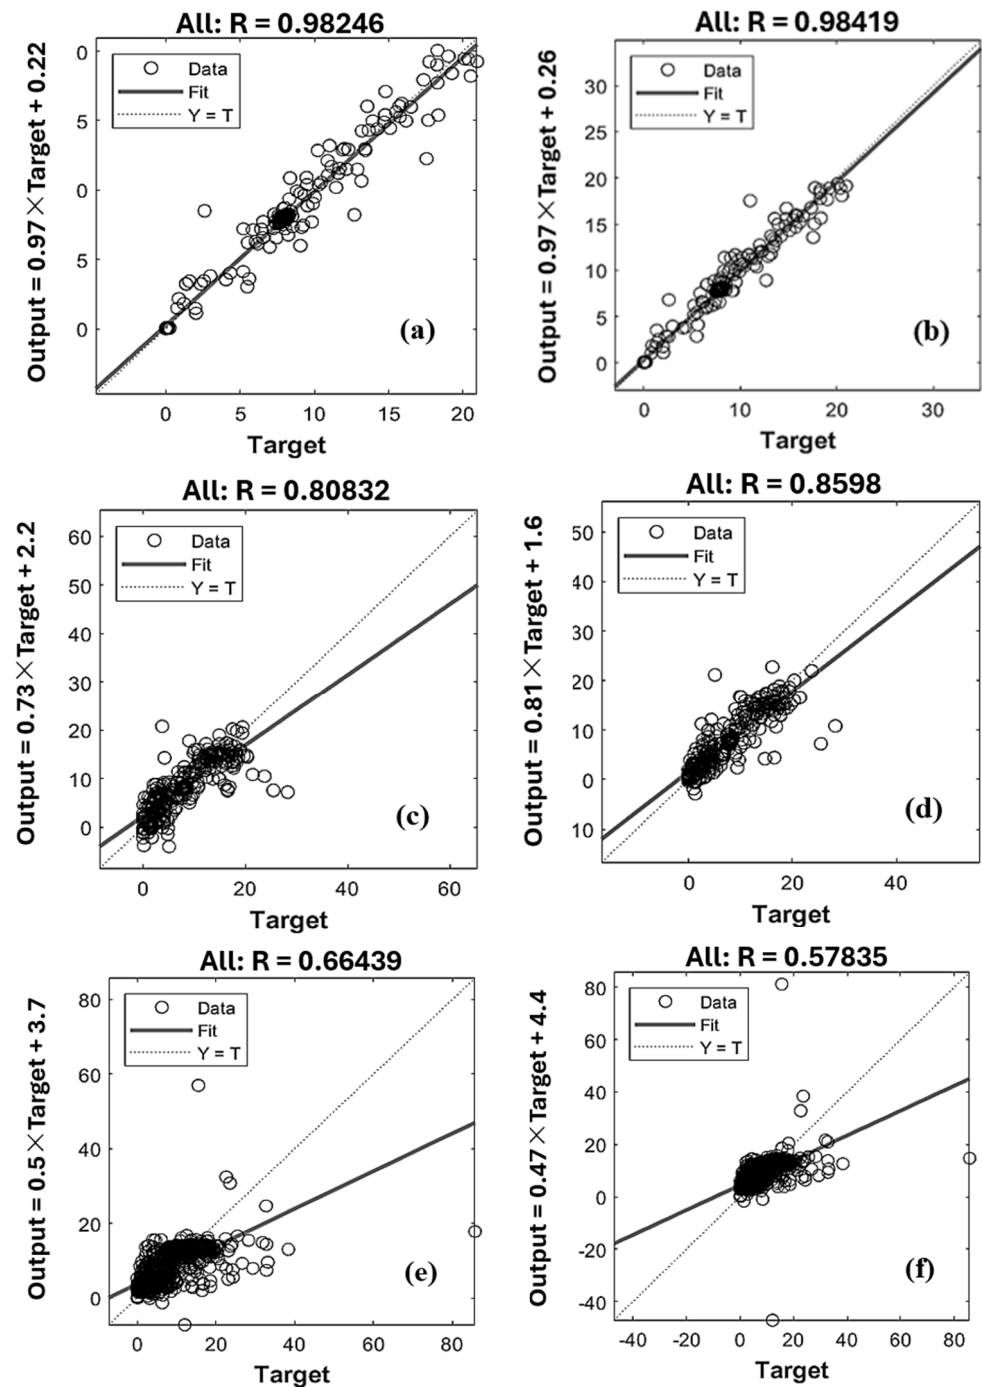 All: R = 0.98246
Output = 0.97×Target + 0.22
0
5
0
5
0
Data
Fit
Y = T
(a)
0 5 10 15 20
Target
All: R = 0.98419
Output = 0.97×Target + 0.26
30
25
20
15
10
5
0
Data
Fit
Y = T
(b)
0 10 20 30
Target
All: R = 0.80832
Output = 0.73×Target + 2.2
60
50
40
30
20
10
0
Data
Fit
Y = T
(c)
0 20 40 60
Target
All: R = 0.8598
Output = 0.81×Target + 1.6
50
40
30
20
10
0
10
Data
Fit
Y = T
(d)
0 20 40
Target
All: R = 0.66439
Output = 0.5×Target + 3.7
80
60
40
20
0
Data
Fit
Y = T
(e)
0 20 40 60 80
Target
All: R = 0.57835
Output = 0.47×Target + 4.4
80
60
40
20
0
-20
-40
Data
Fit
Y = T
(f)
-40 -20 0 20 40 60 80
Target